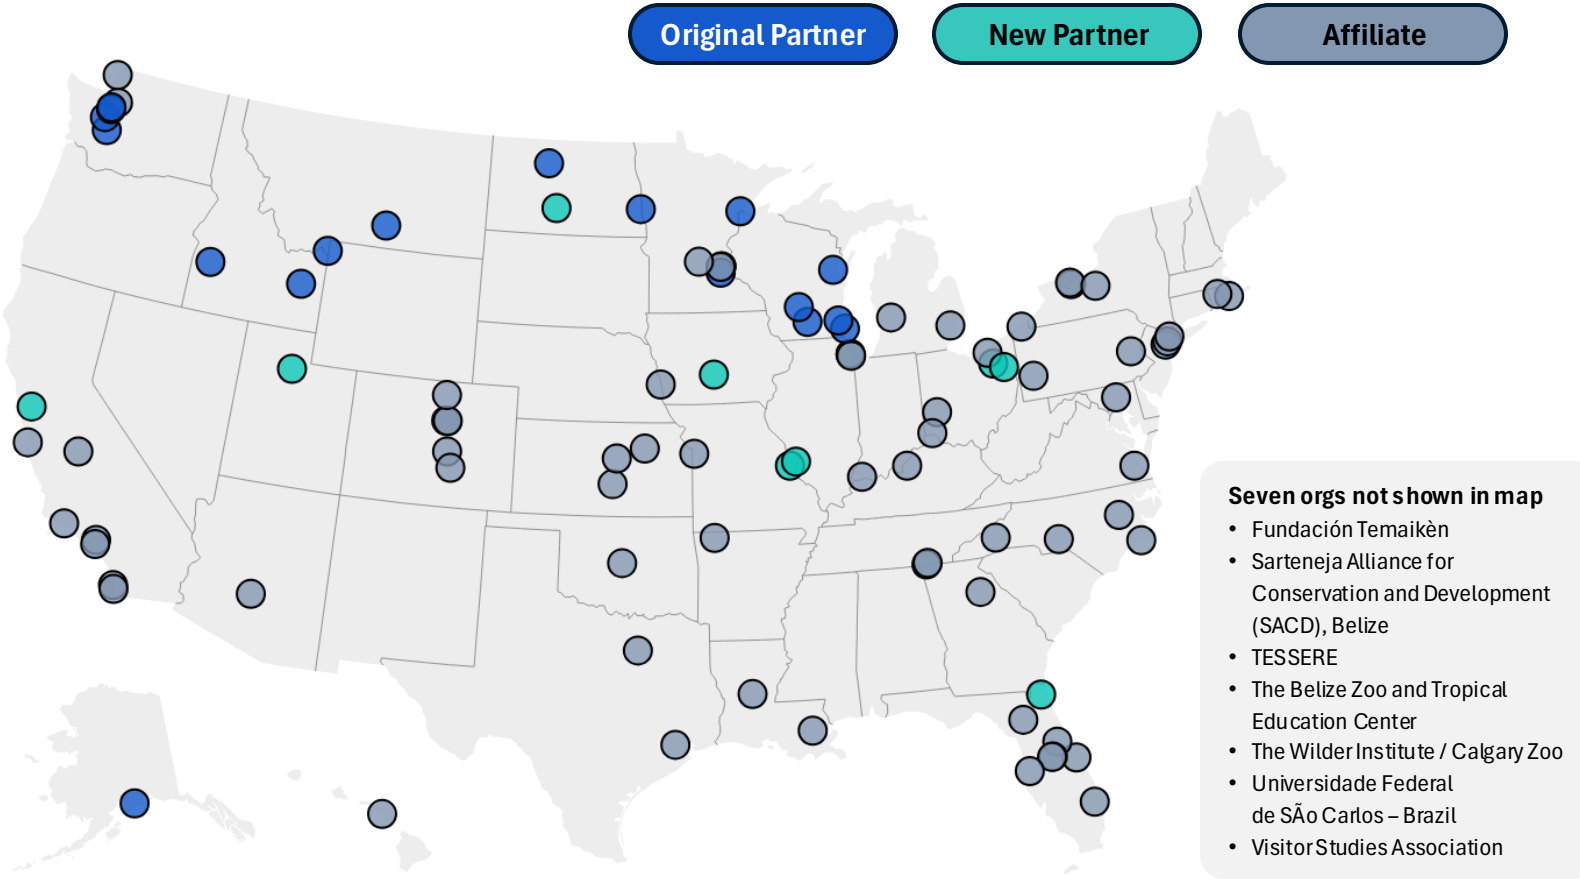 Original Partner
New Partner
Affiliate
Seven orgs not shown in map
• Fundación Temaikèn
• Sarteneja Alliance for
Conservation and Development
(SACD), Belize
• TESSERE
• The Belize Zoo and Tropical
Education Center
• The Wilder Institute / Calgary Zoo
• Universidade Federal
de SÃo Carlos – Brazil
• Visitor Studies Association